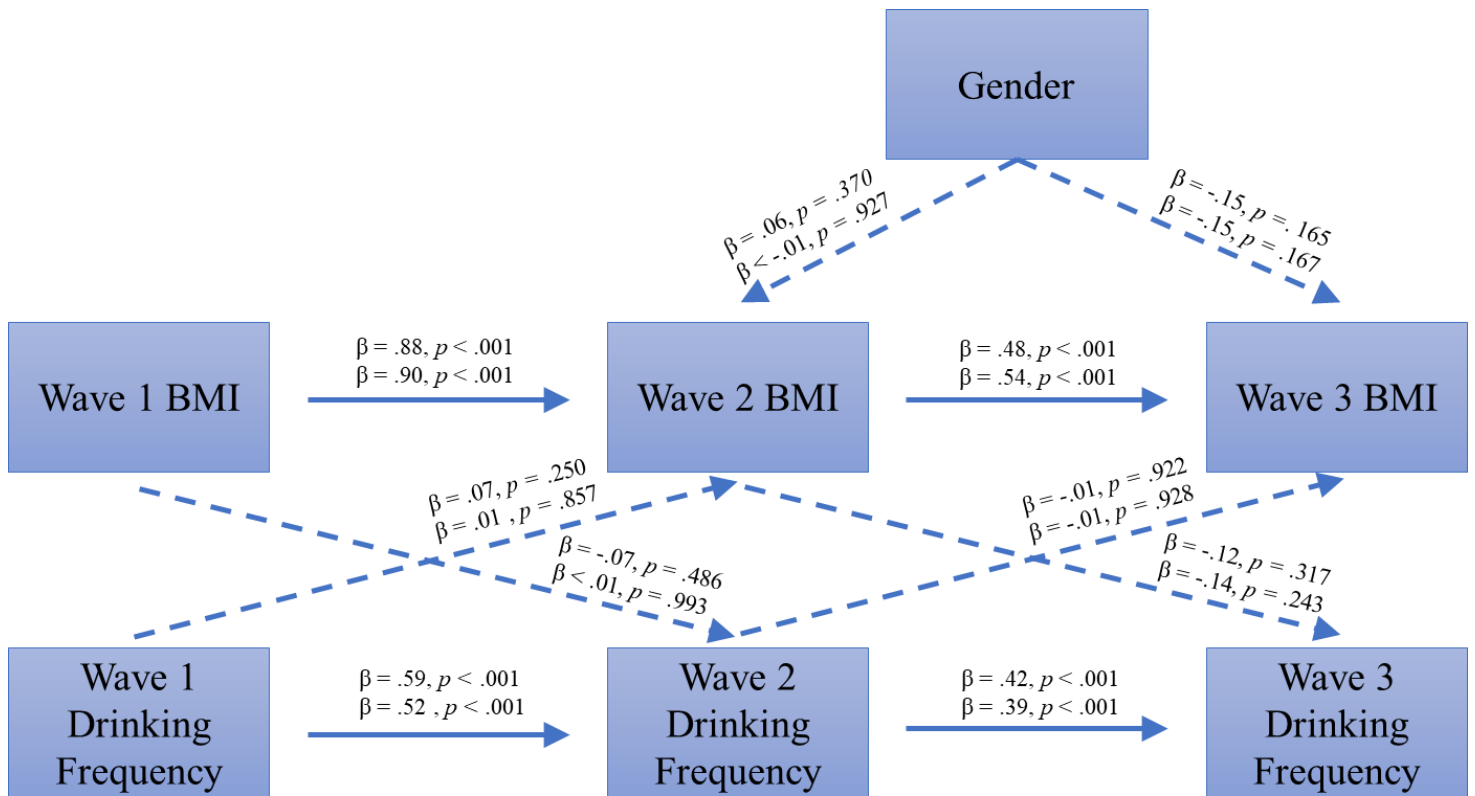 Gender
β = .06, p = .370
β < -.01, p = .927
β = -.15, p = . 165
β = -.15, p = .167
Wave 1 BMI
β = .88, p < .001
β = .90, p < .001
Wave 2 BMI
β = .48, p < .001
β = .54, p < .001
Wave 3 BMI
β = .07, p = .250
β = .01 , p = .857
β = -.07, p = .486
β < .01, p = .993
β = -.01, p = .922
β = -.01, p = .928
β = -.12, p = .317
β = -.14, p = .243
Wave 1
Drinking
Frequency
β = .59, p < .001
β = .52 , p < .001
Wave 2
Drinking
Frequency
β = .42, p < .001
β = .39, p < .001
Wave 3
Drinking
Frequency